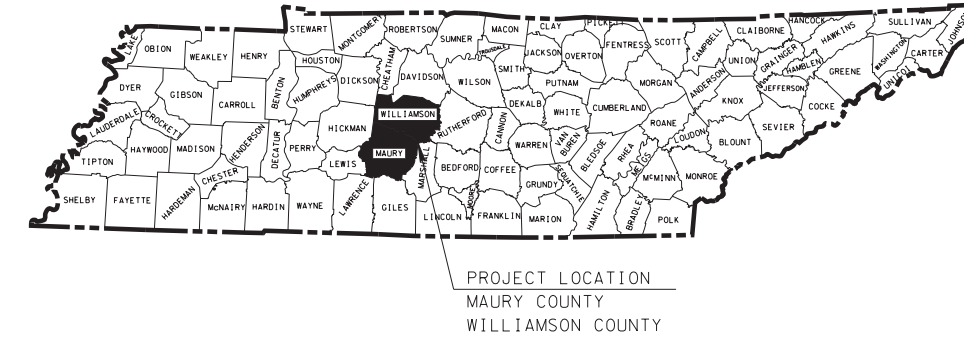 STEWART
MONTGOMERY
ROBERTSON
SUMNER
MACON
TROUSDALE
CLAY
PICKETT
FENTRESS
SCOTT
CAMPBELL
CLAIBORNE
HANCOCK
HAWKINS
SULLIVAN
JOHNSON
LAKE
OBION
WEAKLEY
HENRY
HOUSTON
CHEATHAM
JACKSON
OVERTON
UNION
GRAINGER
HAMBLEN
WASHINGTON
CARTER
UNICOI
GREENE
DYER
GIBSON
CARROLL
BENTON
HUMPHREYS
DICKSON
DAVIDSON
WILSON
SMITH
PUTNAM
MORGAN
ANDERSON
KNOX
JEFFERSON
COCKE
LAUDERDALE
CROCKETT
WILLIAMSON
RUTHERFORD
CANNON
DEKALB
WHITE
CUMBERLAND
ROANE
LOUDON
BLOUNT
SEVIER
TIPTON
HAYWOOD
MADISON
HENDERSON
DECATUR
PERRY
HICKMAN
LEWIS
MAURY
MARSHALL
BEDFORD
COFFEE
WARREN
VAN
BUREN
BLEDSOE
RHEA
MEIGS
McMINN
MONROE
SHELBY
FAYETTE
HARDEMAN
CHESTER
McNAIRY
HARDIN
WAYNE
LAWRENCE
GILES
LINCOLN
MOORE
FRANKLIN
GRUNDY
MARION
SEQUATCHIE
HAMILTON
BRADLEY
POLK
PROJECT LOCATION
MAURY COUNTY
WILLIAMSON COUNTY